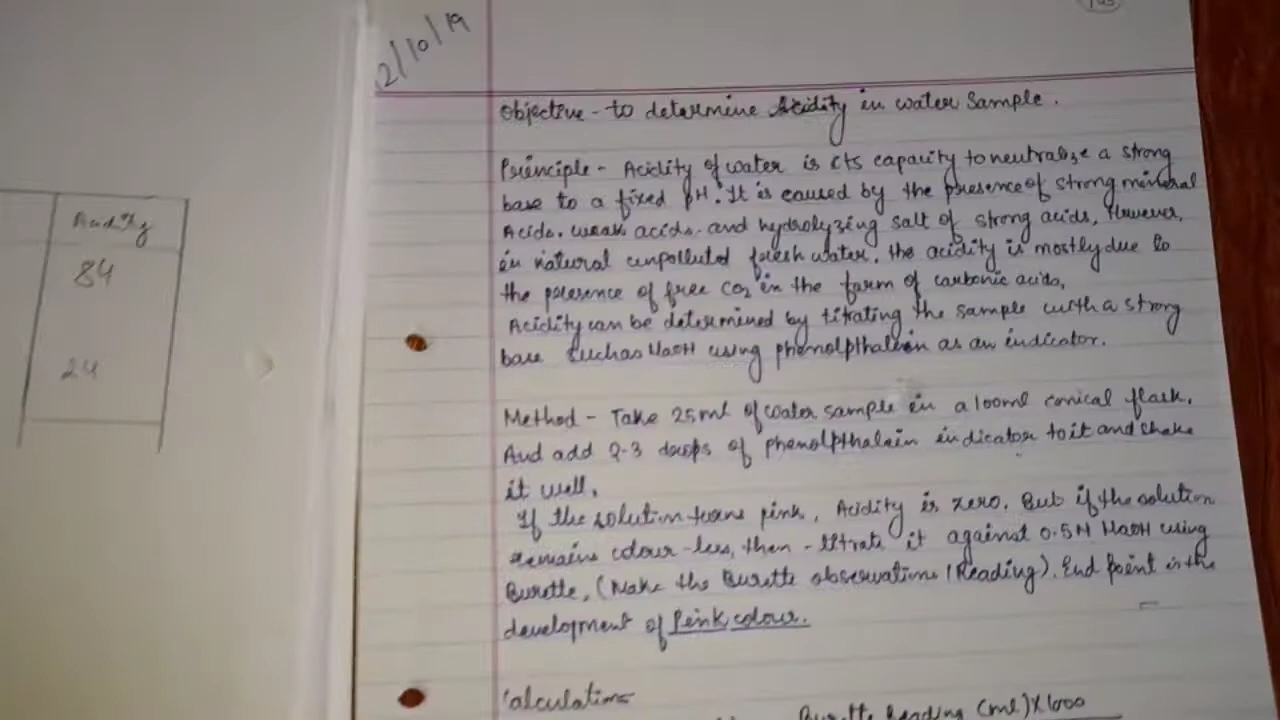 Acidity
84
24
2/10/19
Objective - to determine Acidity in water Sample.
Principle - Acidity of water is its capacity to neutralize a strong
base to a fixed pH. It is caused by the presence of strong mineral
Acids, weak acids, and hydrolyzing salt of strong acids, However,
in natural unpolluted fresh water, the acidity is mostly due to
the presence of free CO2 in the form of carbonic acids,
Acidity can be determined by titrating the sample with a strong
base such as NaOH using phenolpthalein as an indicator.
Method - Take 25ml of water sample in a 100ml conical flask,
And add 2-3 drops of phenolpthalein indicator to it and shake
it well,
If the solution turns pink, Acidity is zero. But if the solution
remains colour-less, then - titrate it against 0.5N NaOH using
Burette, (Make the Burette observations / Reading). End Point is the
development of Pink colour.
Calculations
Burette Reading (ml) X 1000